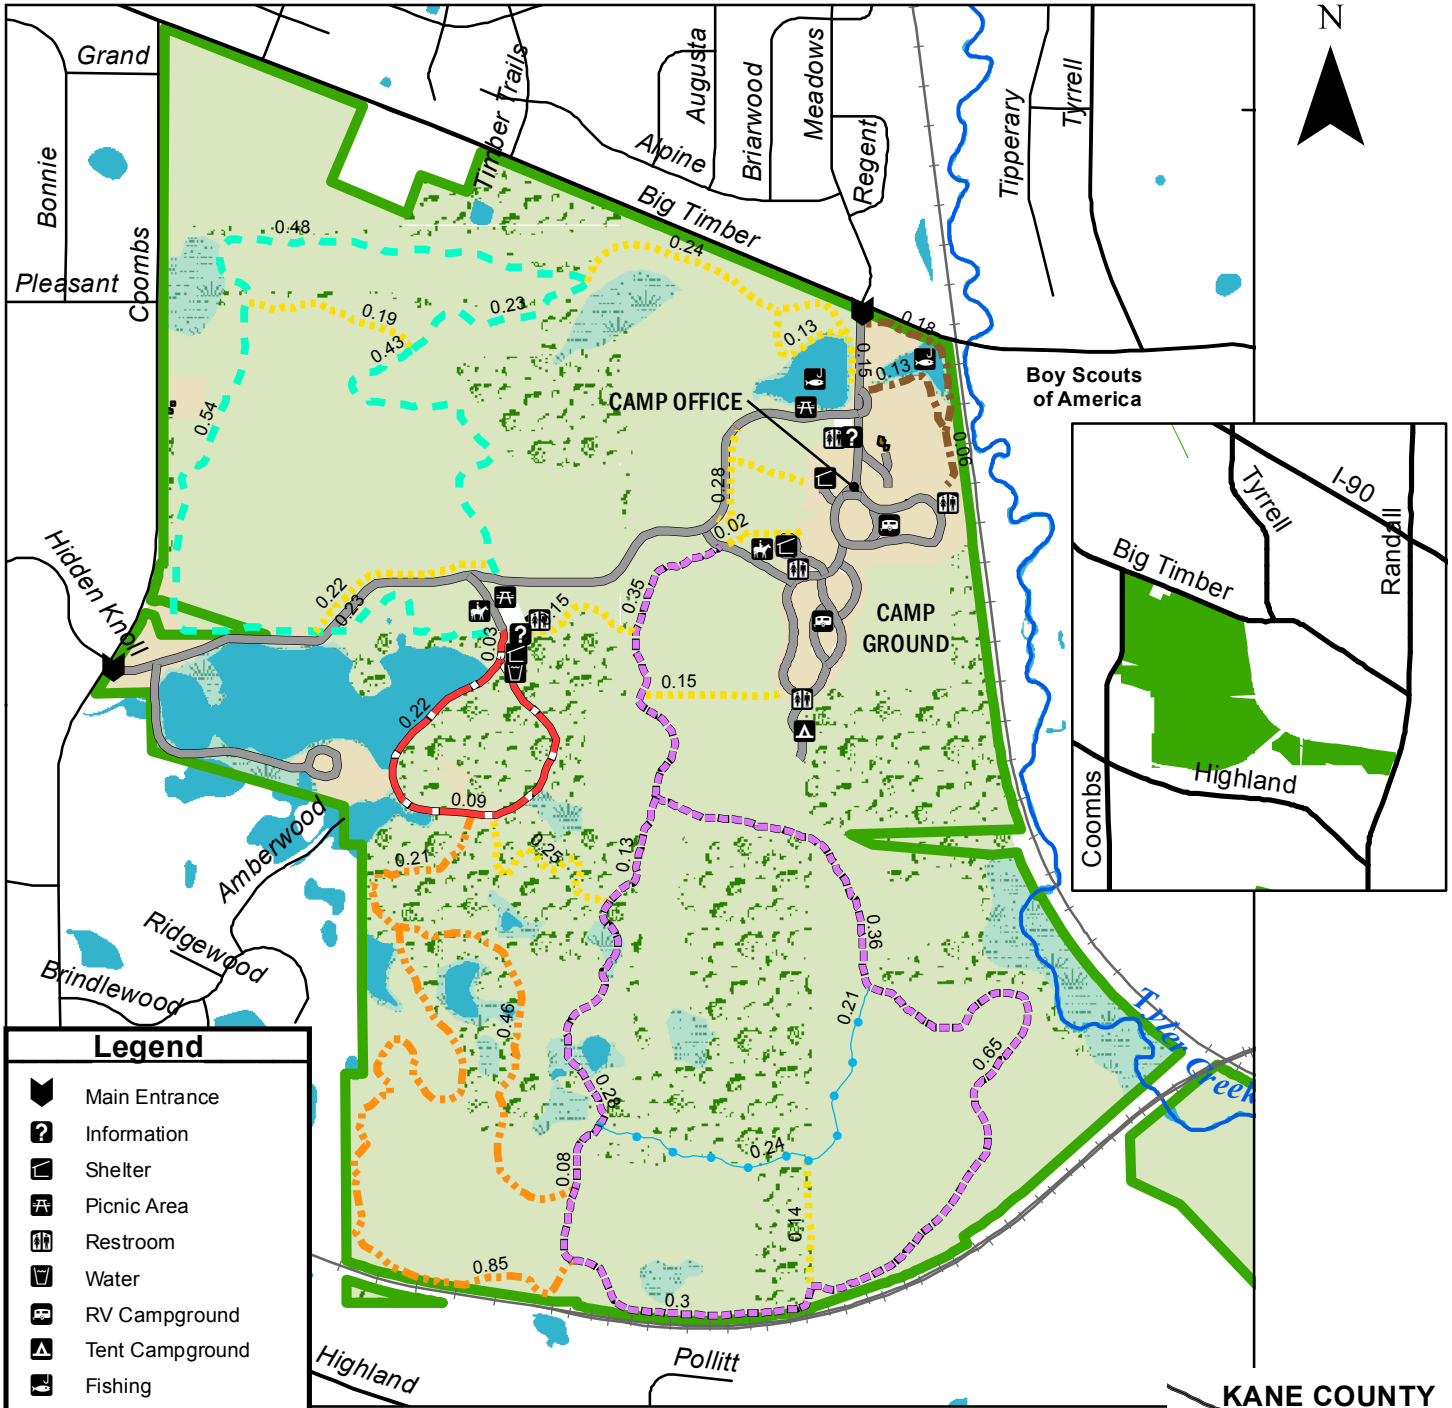 N
Grand
Timber Trails
Augusta
Briarwood
Meadows
Regent
Alpine
Tipperary
Tyrrell
Bonnie
Coombs
Pleasant
Big Timber
0.48
0.24
0.23
0.19
0.43
0.13
0.15
0.18
0.13
0.54
CAMP OFFICE
0.06
0.28
0.02
Boy Scouts
of America
Tyrrell
I-90
Randall
Big Timber
Highland
Coombs
Hidden Knoll
0.22
0.23
0.03
0.15
0.35
CAMP
GROUND
0.15
0.22
0.09
0.13
0.25
0.21
Amberwood
Ridgewood
Brindlewood
0.36
0.21
0.46
0.65
0.28
0.24
0.08
0.14
0.85
0.3
Tyler Creek
Legend
Main Entrance
? Information
Shelter
Picnic Area
Restroom
Water
RV Campground
Tent Campground
Fishing
Highland
Pollitt
KANE COUNTY